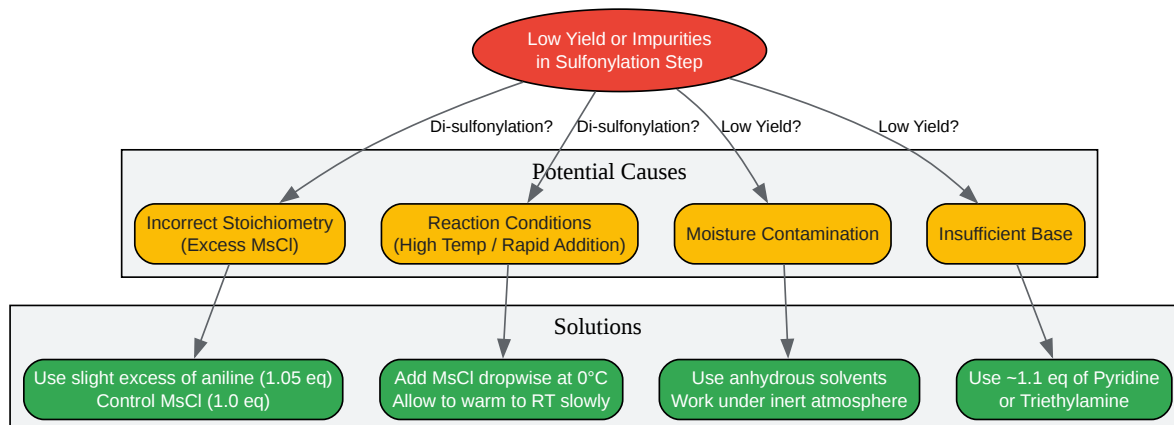 Low Yield or Impurities
in Sulfonylation Step
Di-sulfonylation?
Di-sulfonylation?
Low Yield?
Low Yield?
Potential Causes
Incorrect Stoichiometry
(Excess MsCl)
Reaction Conditions
(High Temp / Rapid Addition)
Moisture Contamination
Insufficient Base
Solutions
Use slight excess of aniline (1.05 eq)
Control MsCl (1.0 eq)
Add MsCl dropwise at 0°C
Allow to warm to RT slowly
Use anhydrous solvents
Work under inert atmosphere
Use ~1.1 eq of Pyridine
or Triethylamine